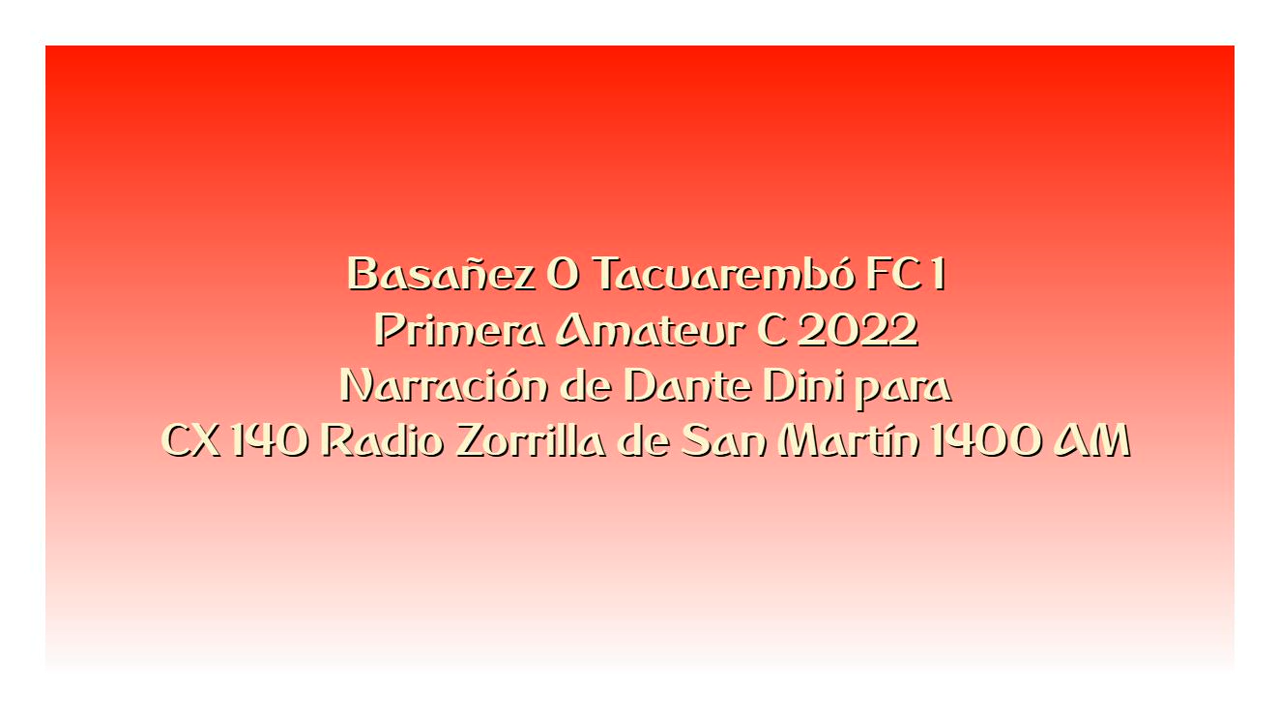 Basañez 0 Tacuarembó FC 1
Primera Amateur C 2022
Narración de Dante Dini para
CX 140 Radio Zorrilla de San Martín 1400 AM